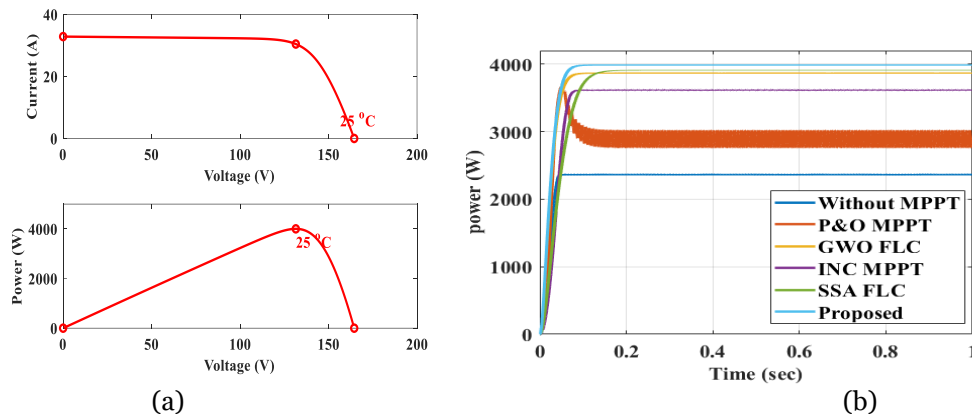 40
20
0
Current (A)
25 ⁰C
0
50
100
150
200
Voltage (V)
4000
2000
0
Power (W)
25 ⁰C
0
50
100
150
200
Voltage (V)
(a)
4000
3000
2000
1000
0
power (W)
Without MPPT
P&O MPPT
GWO FLC
INC MPPT
SSA FLC
Proposed
0
0.2
0.4
0.6
0.8
1
Time (sec)
(b)